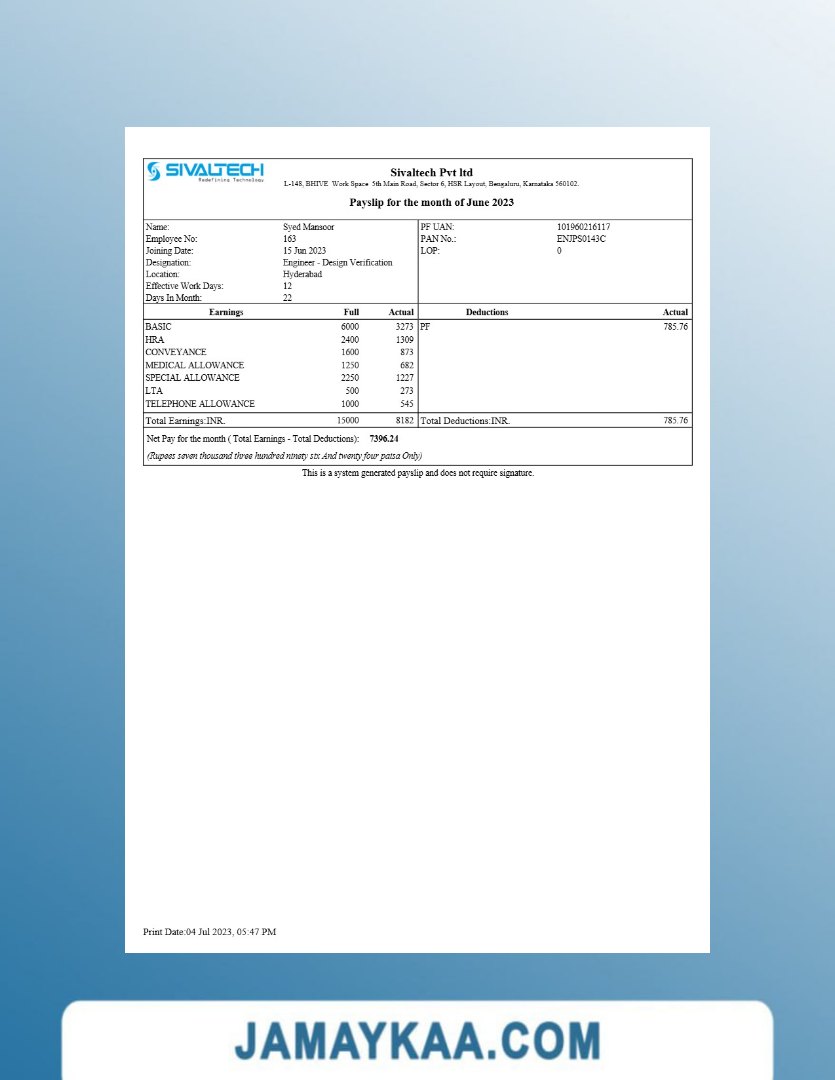 SIVALTECH
Redefining Technology
Sivaltech Pvt ltd
L-148, BHIVE Work Space 5th Main Road, Sector 6, HSR Layout, Bengaluru, Karnataka 560102.
Payslip for the month of June 2023
Name: Syed Mansoor PF UAN: 101960216117
Employee No: 163 PAN No.: ENJPS0143C
Joining Date: 15 Jun 2023 LOP: 0
Designation: Engineer - Design Verification
Location: Hyderabad
Effective Work Days: 12
Days In Month: 22
Earnings Full Actual Deductions Actual
BASIC 6000 3273 PF 785.76
HRA 2400 1309
CONVEYANCE 1600 873
MEDICAL ALLOWANCE 1250 682
SPECIAL ALLOWANCE 2250 1227
LTA 500 273
TELEPHONE ALLOWANCE 1000 545
Total Earnings:INR. 15000 8182 Total Deductions:INR. 785.76
Net Pay for the month ( Total Earnings - Total Deductions): 7396.24
(Rupees seven thousand three hundred ninety six And twenty four paisa Only)
This is a system generated payslip and does not require signature.
Print Date:04 Jul 2023, 05:47 PM
JAMAYKAA.COM